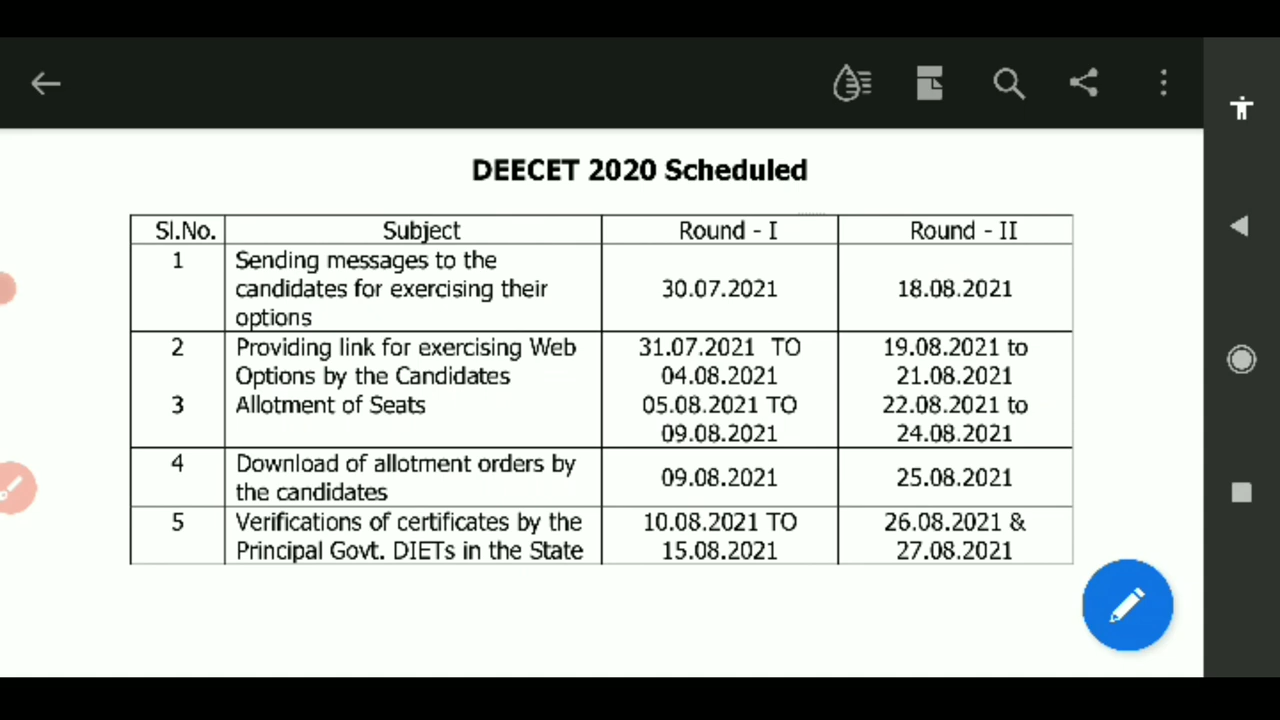 DEECET 2020 Scheduled
Sl.No. Subject Round - I Round - II
1 Sending messages to the
candidates for exercising their 30.07.2021 18.08.2021
options
2 Providing link for exercising Web 31.07.2021 TO 19.08.2021 to
Options by the Candidates 04.08.2021 21.08.2021
3 Allotment of Seats 05.08.2021 TO 22.08.2021 to
09.08.2021 24.08.2021
4 Download of allotment orders by
the candidates 09.08.2021 25.08.2021
5 Verifications of certificates by the 10.08.2021 TO 26.08.2021 &
Principal Govt. DIETs in the State 15.08.2021 27.08.2021